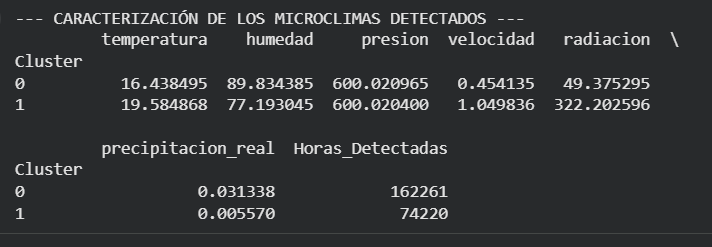 --- CARACTERIZACIÓN DE LOS MICROCLIMAS DETECTADOS ---
temperatura humedad presion velocidad radiacion \
Cluster
0 16.438495 89.834385 600.020965 0.454135 49.375295
1 19.584868 77.193045 600.020400 1.049836 322.202596
precipitacion_real Horas_Detectadas
Cluster
0 0.031338 162261
1 0.005570 74220